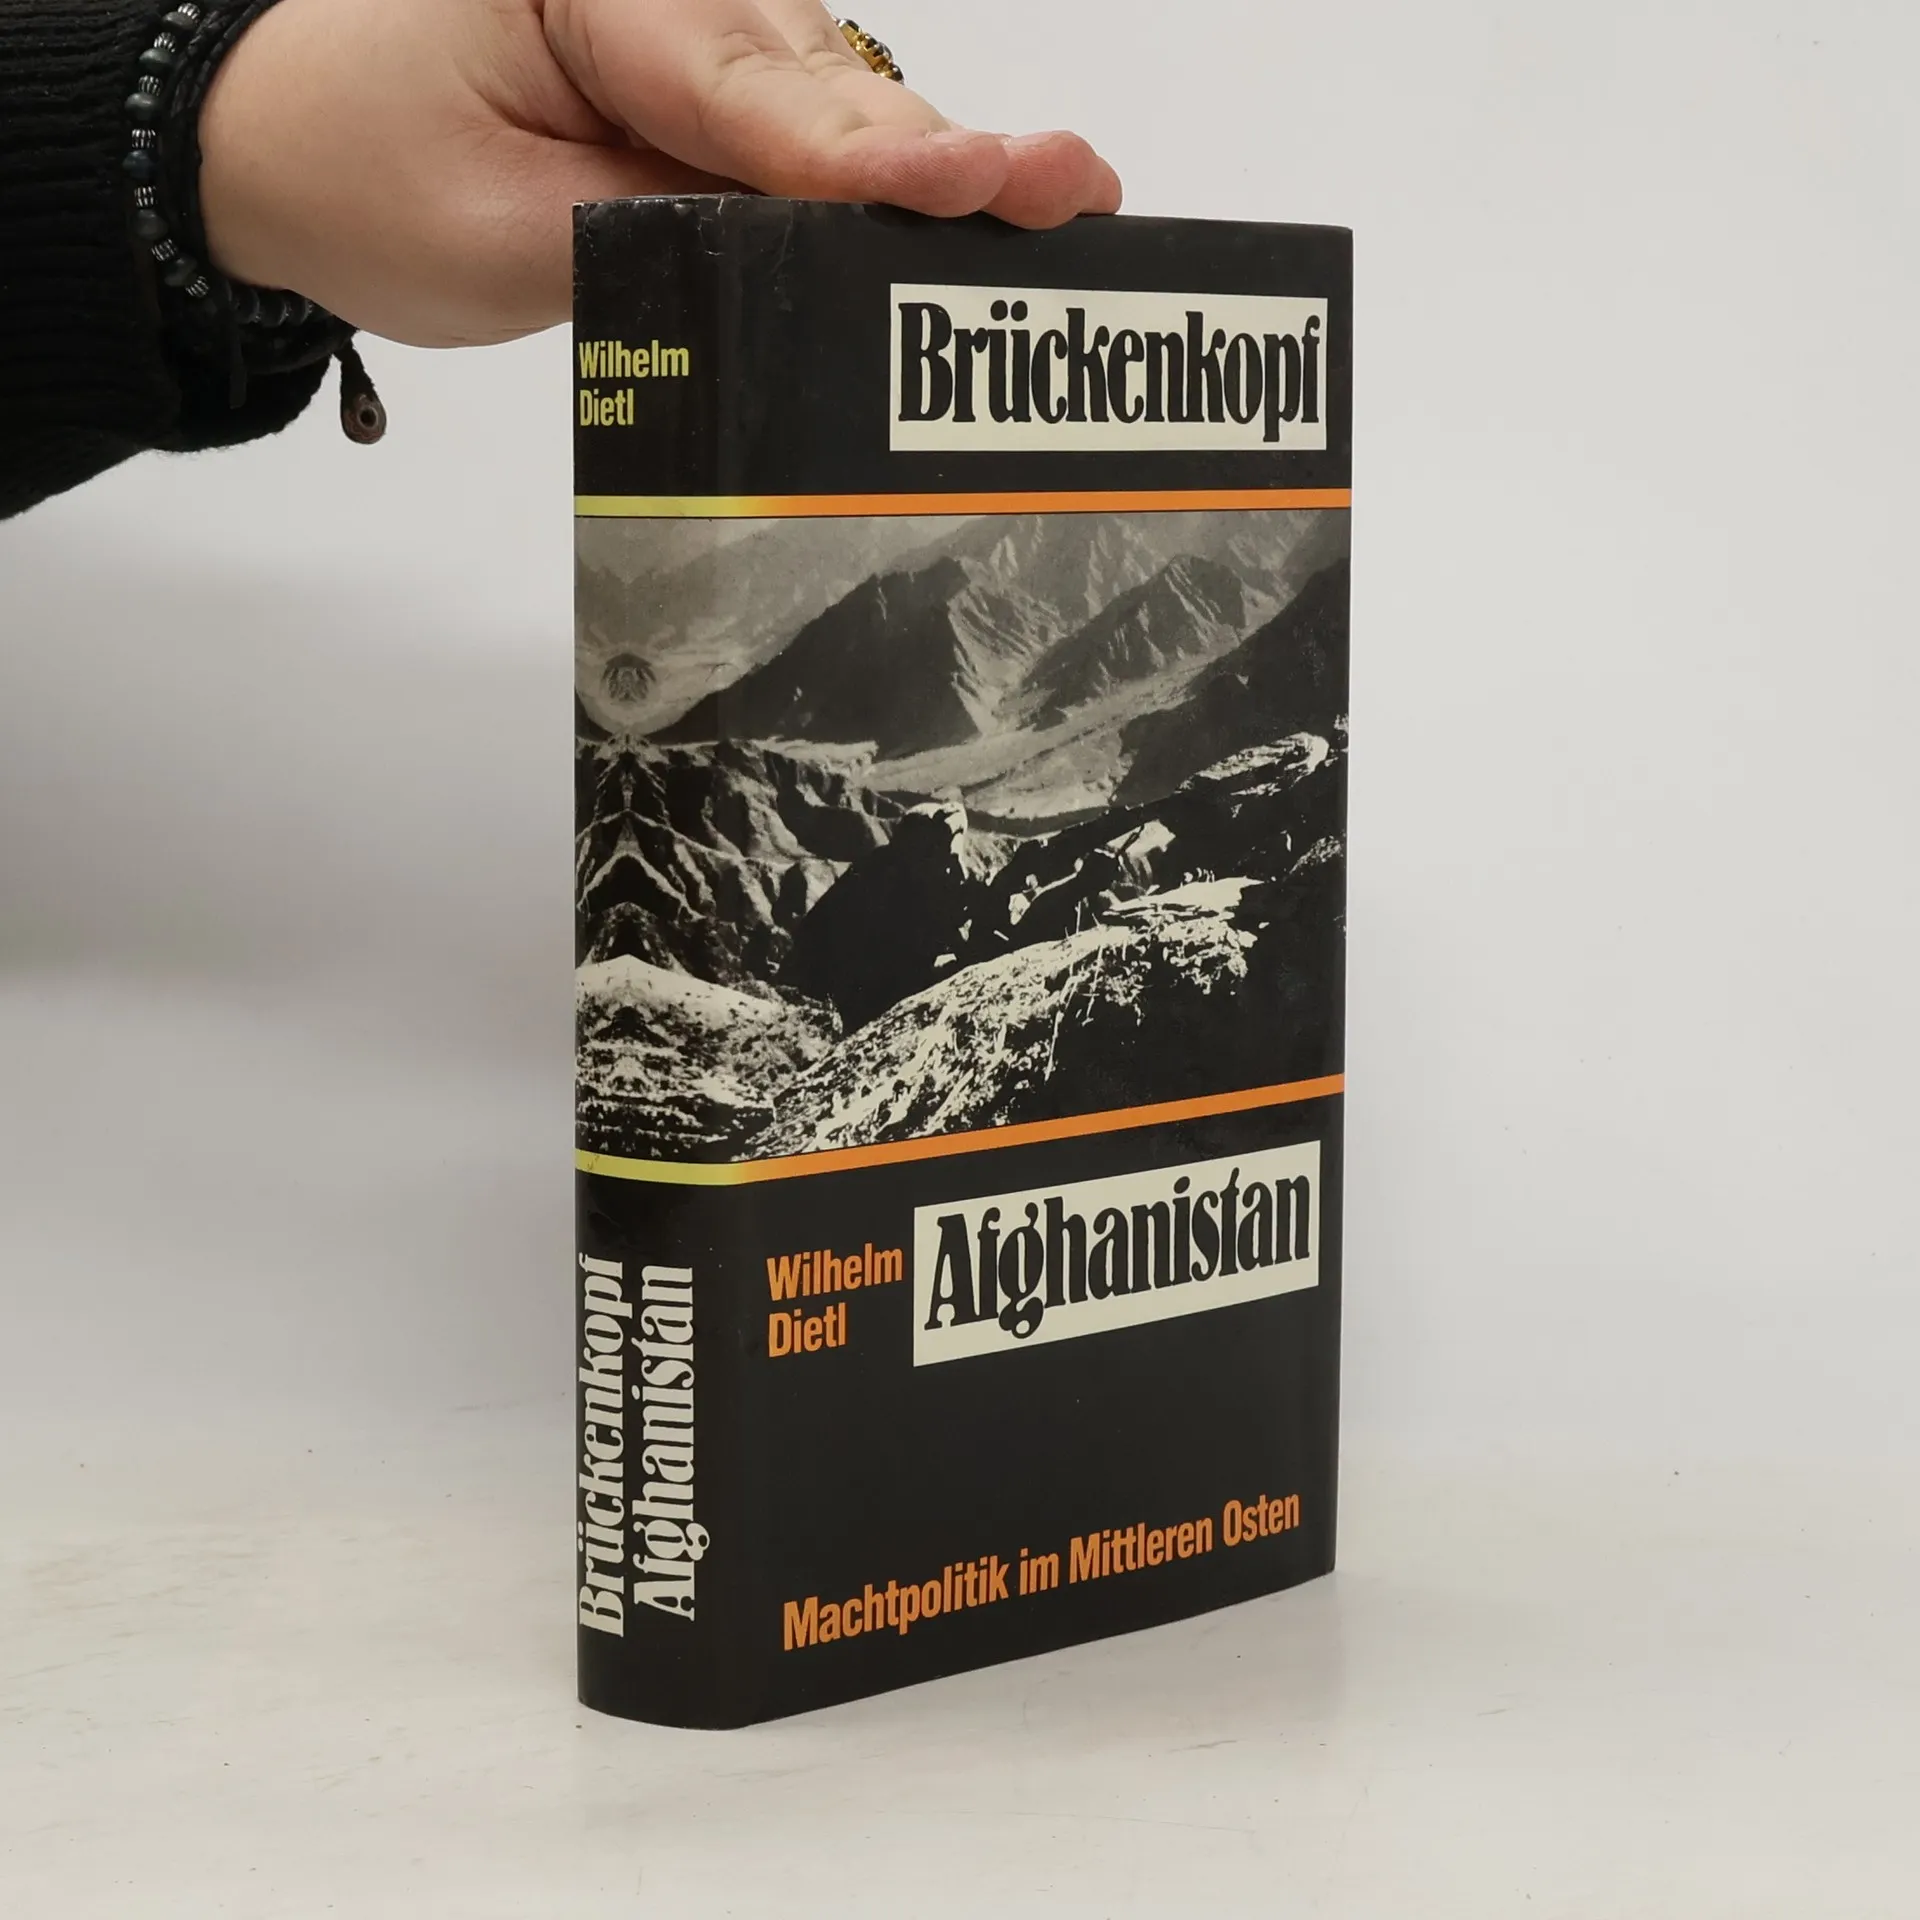 Wilhelm
Dietl
Brückenkopf
Afghanistan
Brückenkopf
Wilhelm
Dietl
Afghanistan
Machtpolitik im Mittleren Osten